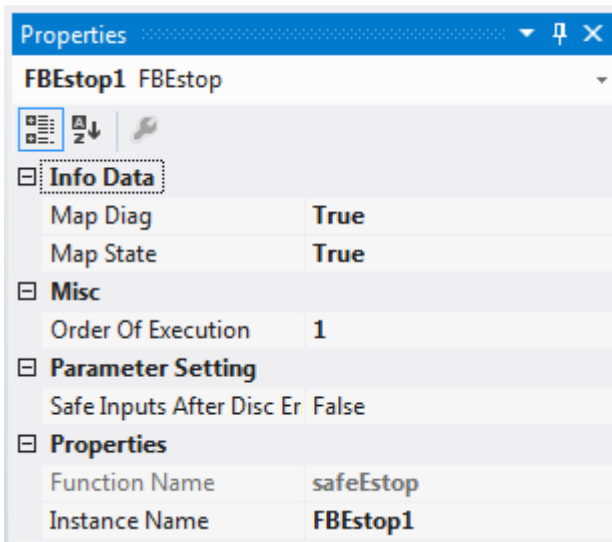 Properties
FBEstop1 FBEstop
Info Data
Map Diag True
Map State True
Misc
Order Of Execution 1
Parameter Setting
Safe Inputs After Disc Er False
Properties
Function Name safeEstop
Instance Name FBEstop1